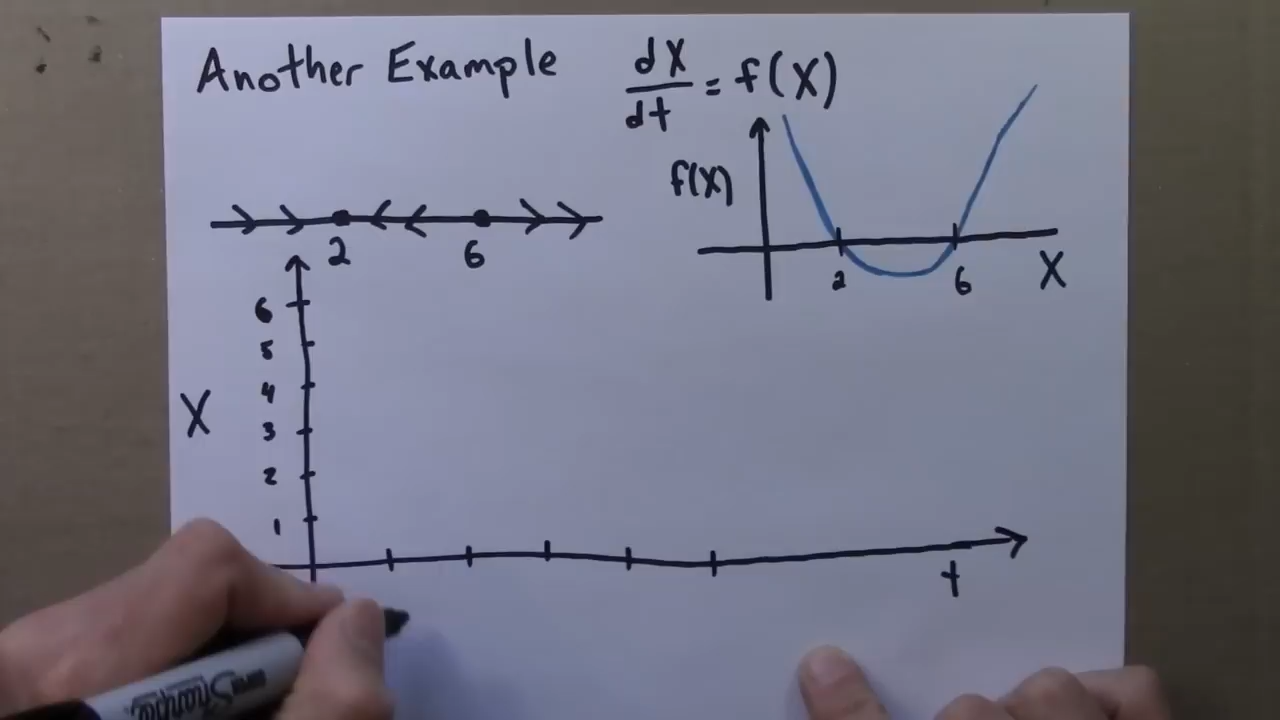 Another Example
dX/dt = f(X)
f(X)
2 6 X
2 6
6
5
4
X
3
2
1
t
Sharpie